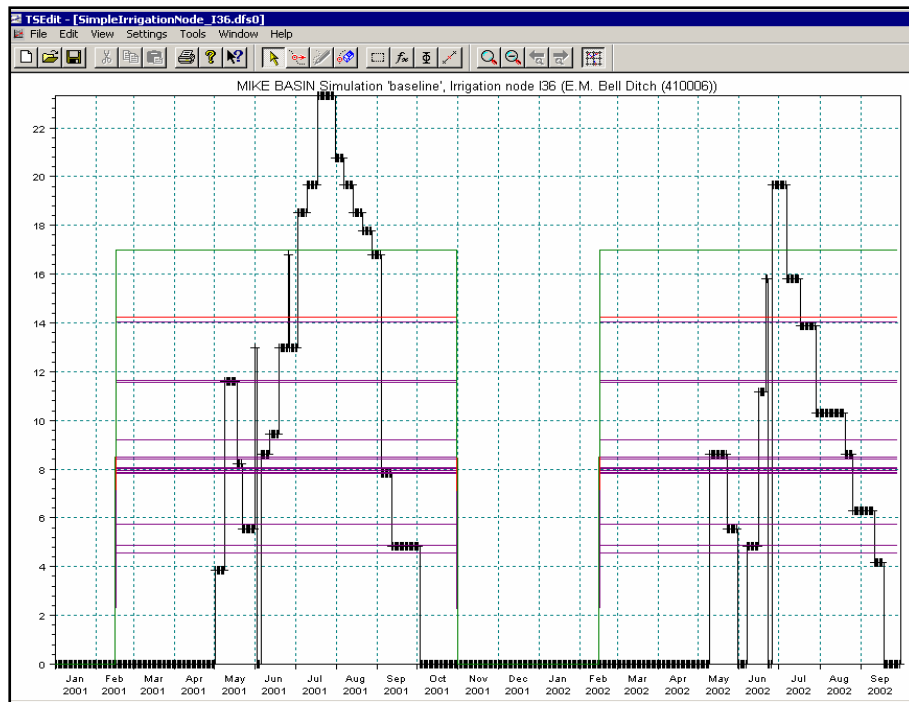 TSEdit - [SimpleIrrigationNode_I36.dfs0]
File Edit View Settings Tools Window Help
MIKE BASIN Simulation 'baseline', Irrigation node I36 (E.M. Bell Ditch (410006))
22
20
18
16
14
12
10
8
6
4
2
0
Jan Feb Mar Apr May Jun Jul Aug Sep Oct Nov Dec Jan Feb Mar Apr May Jun Jul Aug Sep
2001 2001 2001 2001 2001 2001 2001 2001 2001 2001 2001 2001 2002 2002 2002 2002 2002 2002 2002 2002 2002